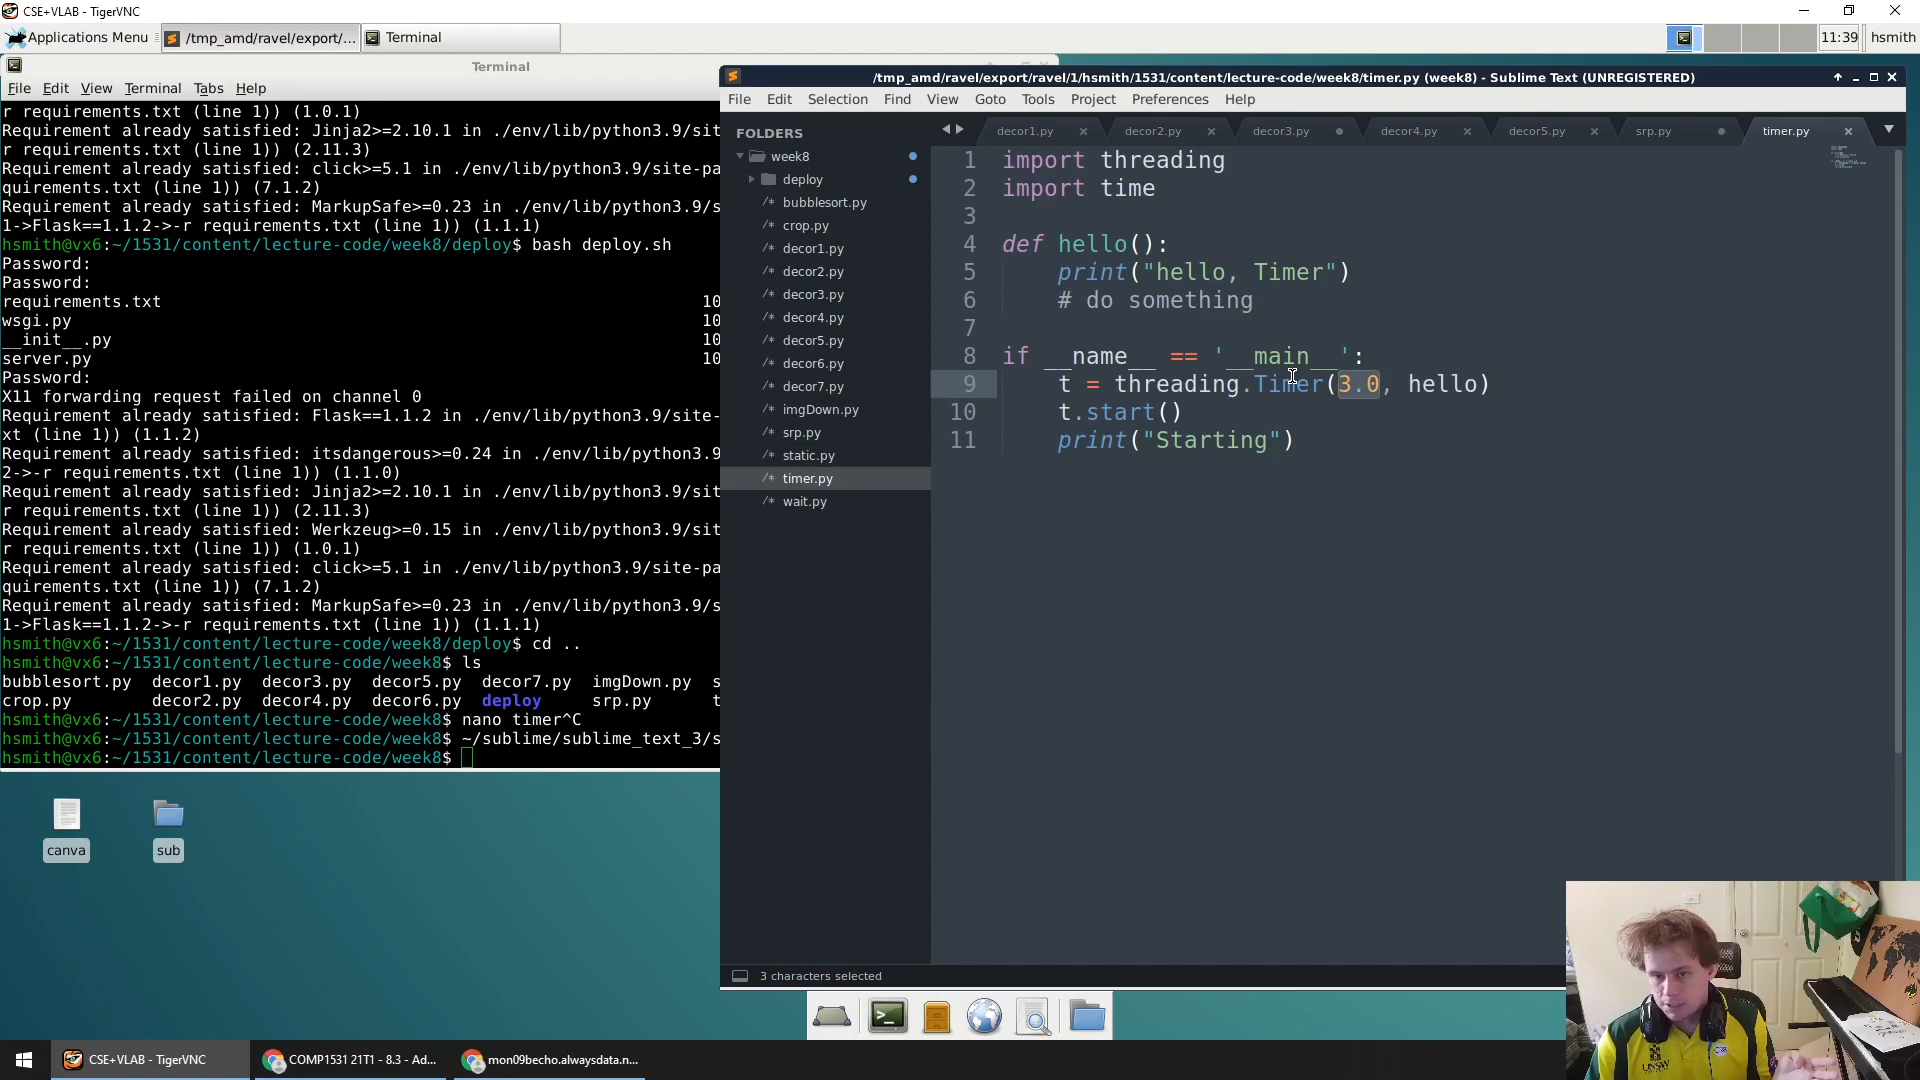 CSE+VLAB - TigerVNC
Applications Menu
/tmp_amd/ravel/export/...
Terminal
11:39
hsmith
Terminal
File Edit View Terminal Tabs Help
r requirements.txt (line 1)) (1.0.1)
Requirement already satisfied: Jinja2>=2.10.1 in ./env/lib/python3.9/sit
r requirements.txt (line 1)) (2.11.3)
Requirement already satisfied: click>=5.1 in ./env/lib/python3.9/site-pa
quirements.txt (line 1)) (7.1.2)
Requirement already satisfied: MarkupSafe>=0.23 in ./env/lib/python3.9/s
1->Flask==1.1.2->-r requirements.txt (line 1)) (1.1.1)
hsmith@vx6:~/1531/content/lecture-code/week8/deploy$ bash deploy.sh
Password:
Password:
requirements.txt 10
wsgi.py 10
__init__.py 10
server.py 10
Password:
X11 forwarding request failed on channel 0
Requirement already satisfied: Flask==1.1.2 in ./env/lib/python3.9/site-
xt (line 1)) (1.1.2)
Requirement already satisfied: itsdangerous>=0.24 in ./env/lib/python3.9
2->-r requirements.txt (line 1)) (1.1.0)
Requirement already satisfied: Jinja2>=2.10.1 in ./env/lib/python3.9/sit
r requirements.txt (line 1)) (2.11.3)
Requirement already satisfied: Werkzeug>=0.15 in ./env/lib/python3.9/sit
r requirements.txt (line 1)) (1.0.1)
Requirement already satisfied: click>=5.1 in ./env/lib/python3.9/site-pa
quirements.txt (line 1)) (7.1.2)
Requirement already satisfied: MarkupSafe>=0.23 in ./env/lib/python3.9/s
1->Flask==1.1.2->-r requirements.txt (line 1)) (1.1.1)
hsmith@vx6:~/1531/content/lecture-code/week8/deploy$ cd ..
hsmith@vx6:~/1531/content/lecture-code/week8$ ls
bubblesort.py decor1.py decor3.py decor5.py decor7.py imgDown.py s
crop.py decor2.py decor4.py decor6.py deploy srp.py t
hsmith@vx6:~/1531/content/lecture-code/week8$ nano timer^C
hsmith@vx6:~/1531/content/lecture-code/week8$ ~/sublime/sublime_text_3/s
hsmith@vx6:~/1531/content/lecture-code/week8$
canva
sub
/tmp_amd/ravel/export/ravel/1/hsmith/1531/content/lecture-code/week8/timer.py (week8) - Sublime Text (UNREGISTERED)
File Edit Selection Find View Goto Tools Project Preferences Help
FOLDERS
week8
deploy
/* bubblesort.py
/* crop.py
/* decor1.py
/* decor2.py
/* decor3.py
/* decor4.py
/* decor5.py
/* decor6.py
/* decor7.py
/* imgDown.py
/* srp.py
/* static.py
/* timer.py
/* wait.py
decor1.py decor2.py decor3.py decor4.py decor5.py srp.py timer.py
1 import threading
2 import time
3
4 def hello():
5 print("hello, Timer")
6 # do something
7
8 if __name__ == '__main__':
9 t = threading.Timer(3.0, hello)
10 t.start()
11 print("Starting")
3 characters selected
UNSW
CSE+VLAB - TigerVNC
COMP1531 21T1 - 8.3 - Ad...
mon09becho.alwaysdata.n...